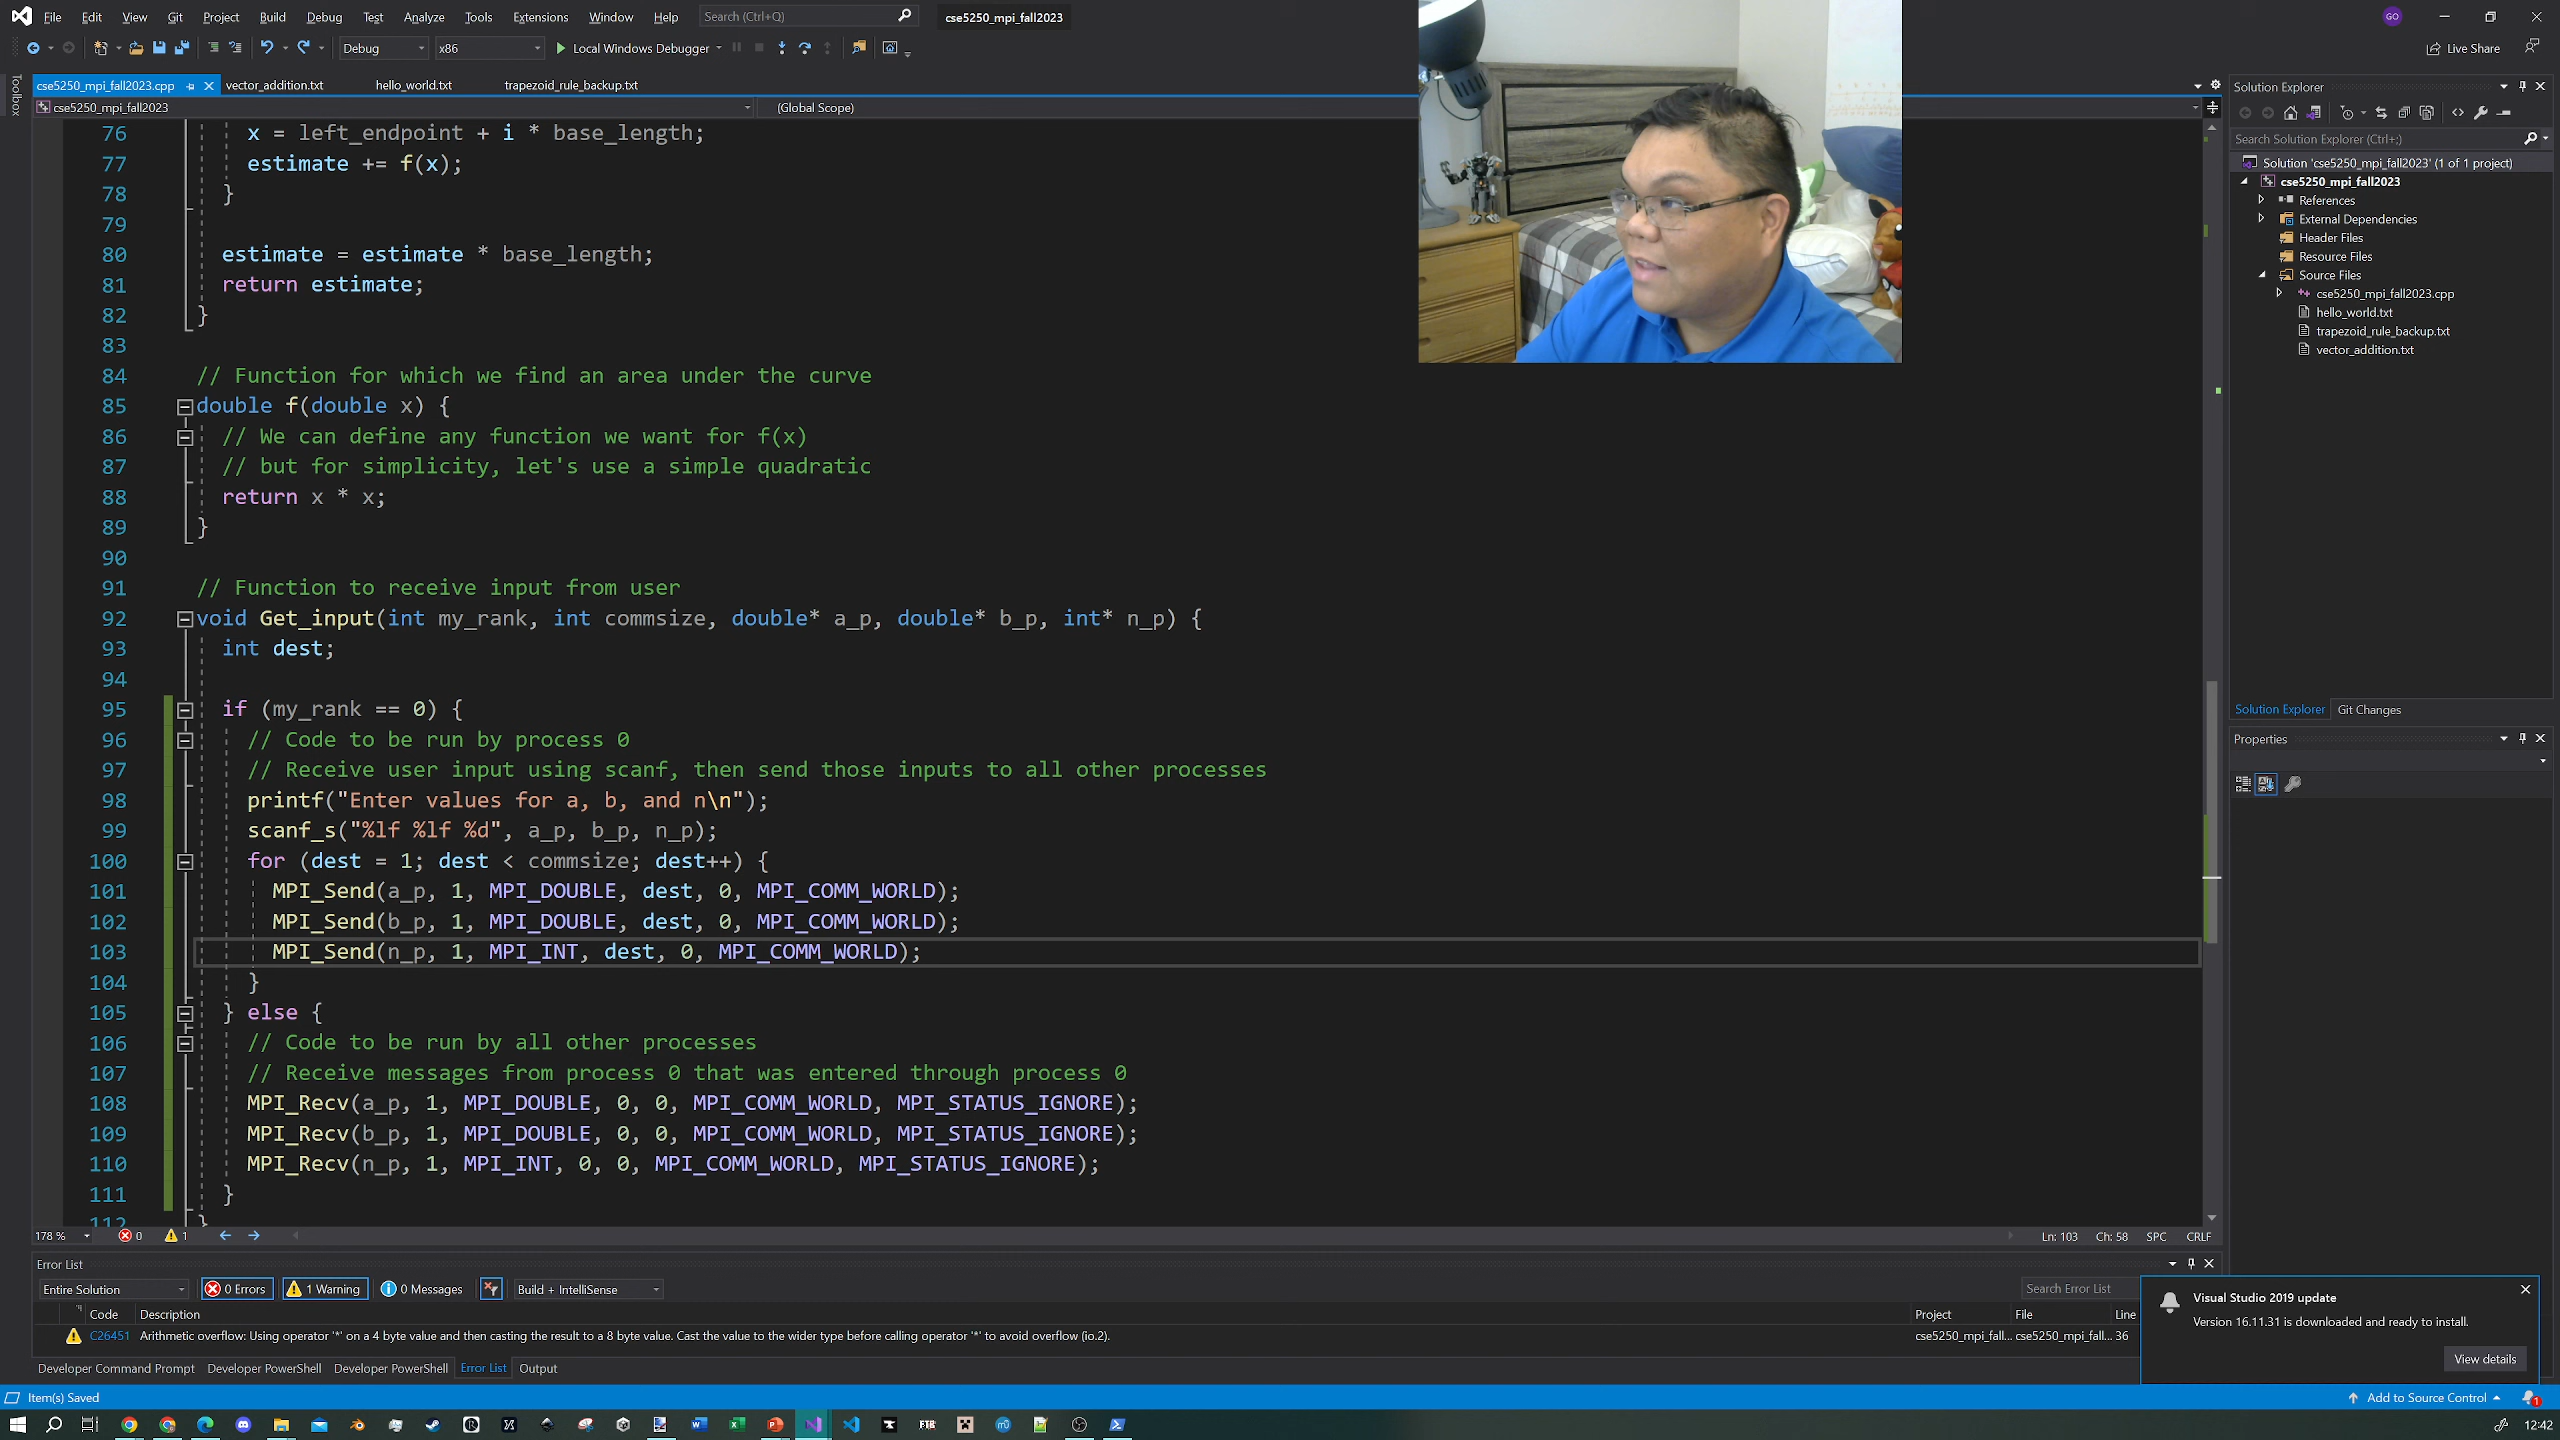 File Edit View Git Project Build Debug Test Analyze Tools Extensions Window Help Search (Ctrl+Q) cse5250_mpi_fall2023 GO
Debug x86 Local Windows Debugger Live Share
Toolbox
cse5250_mpi_fall2023.cpp vector_addition.txt hello_world.txt trapezoid_rule_backup.txt
cse5250_mpi_fall2023 (Global Scope)
76 x = left_endpoint + i * base_length;
77 estimate += f(x);
78 }
79
80 estimate = estimate * base_length;
81 return estimate;
82 }
83
84 // Function for which we find an area under the curve
85 double f(double x) {
86 // We can define any function we want for f(x)
87 // but for simplicity, let's use a simple quadratic
88 return x * x;
89 }
90
91 // Function to receive input from user
92 void Get_input(int my_rank, int commsize, double* a_p, double* b_p, int* n_p) {
93 int dest;
94
95 if (my_rank == 0) {
96 // Code to be run by process 0
97 // Receive user input using scanf, then send those inputs to all other processes
98 printf("Enter values for a, b, and n\n");
99 scanf_s("%lf %lf %d", a_p, b_p, n_p);
100 for (dest = 1; dest < commsize; dest++) {
101 MPI_Send(a_p, 1, MPI_DOUBLE, dest, 0, MPI_COMM_WORLD);
102 MPI_Send(b_p, 1, MPI_DOUBLE, dest, 0, MPI_COMM_WORLD);
103 MPI_Send(n_p, 1, MPI_INT, dest, 0, MPI_COMM_WORLD);
104 }
105 } else {
106 // Code to be run by all other processes
107 // Receive messages from process 0 that was entered through process 0
108 MPI_Recv(a_p, 1, MPI_DOUBLE, 0, 0, MPI_COMM_WORLD, MPI_STATUS_IGNORE);
109 MPI_Recv(b_p, 1, MPI_DOUBLE, 0, 0, MPI_COMM_WORLD, MPI_STATUS_IGNORE);
110 MPI_Recv(n_p, 1, MPI_INT, 0, 0, MPI_COMM_WORLD, MPI_STATUS_IGNORE);
111 }
112 }
178 % 0 1 Ln: 103 Ch: 58 SPC CRLF
Error List
Entire Solution 0 Errors 1 Warning 0 Messages Build + IntelliSense Search Error List
Code Description Project File Line
C26451 Arithmetic overflow: Using operator '*' on a 4 byte value and then casting the result to a 8 byte value. Cast the value to the wider type before calling operator '*' to avoid overflow (io.2). cse5250_mpi_fall... cse5250_mpi_fall... 36
Developer Command Prompt Developer PowerShell Developer PowerShell Error List Output
Solution Explorer
Search Solution Explorer (Ctrl+;)
Solution 'cse5250_mpi_fall2023' (1 of 1 project)
cse5250_mpi_fall2023
References
External Dependencies
Header Files
Resource Files
Source Files
cse5250_mpi_fall2023.cpp
hello_world.txt
trapezoid_rule_backup.txt
vector_addition.txt
Solution Explorer Git Changes
Properties
Visual Studio 2019 update
Version 16.11.31 is downloaded and ready to install.
View details
Item(s) Saved Add to Source Control 1
FTB 12:42